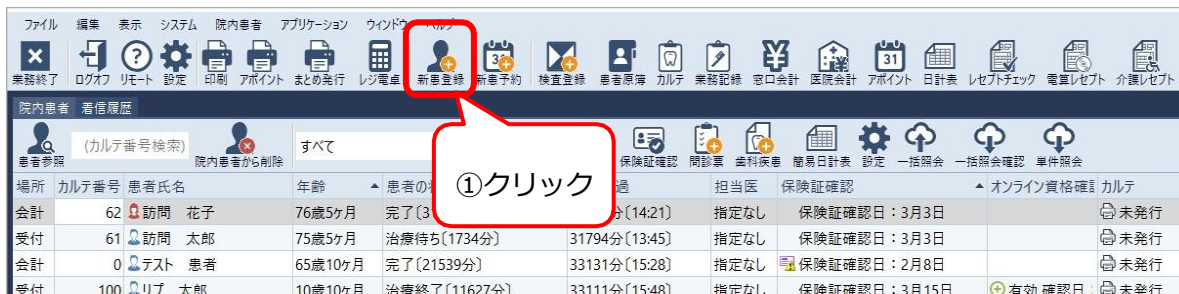 ファイル 編集 表示 システム 院内患者 アプリケーション ウィンドウ ヘルプ
業務終了 ログオフ リモート 設定 印刷 アポイント まとめ発行 レジ電卓 新患登録 新患予約 検査登録 患者原簿 カルテ 業務記録 窓口会計 医院会計 アポイント 日計表 レセプトチェック 電算レセプト 介護レセプト
院内患者 着信履歴
患者参照 (カルテ番号検索) 院内患者から削除 すべて 保険証確認 問診票 歯科疾患 簡易日計表 設定 一括照会 一括照会確認 単件照会
①クリック
場所 カルテ番号 患者氏名 年齢 患者の 過 担当医 保険証確認 オンライン資格確認 カルテ
会計 62 訪問 花子 76歳5ケ月 完了(3 分(14:21) 指定なし 保険証確認日：3月3日 未発行
受付 61 訪問 太郎 75歳5ケ月 治療待ち(1734分) 31794分(13:45) 指定なし 保険証確認日：3月3日 未発行
会計 0 テスト 患者 65歳10ケ月 完了(21539分) 33131分(15:28) 指定なし 保険証確認日：2月8日 未発行
受付 100 リブ 太郎 10歳10ケ月 治療終了(11627分) 33111分(15:48) 指定なし 保険証確認日：3月15日 有効 確認日： 未発行